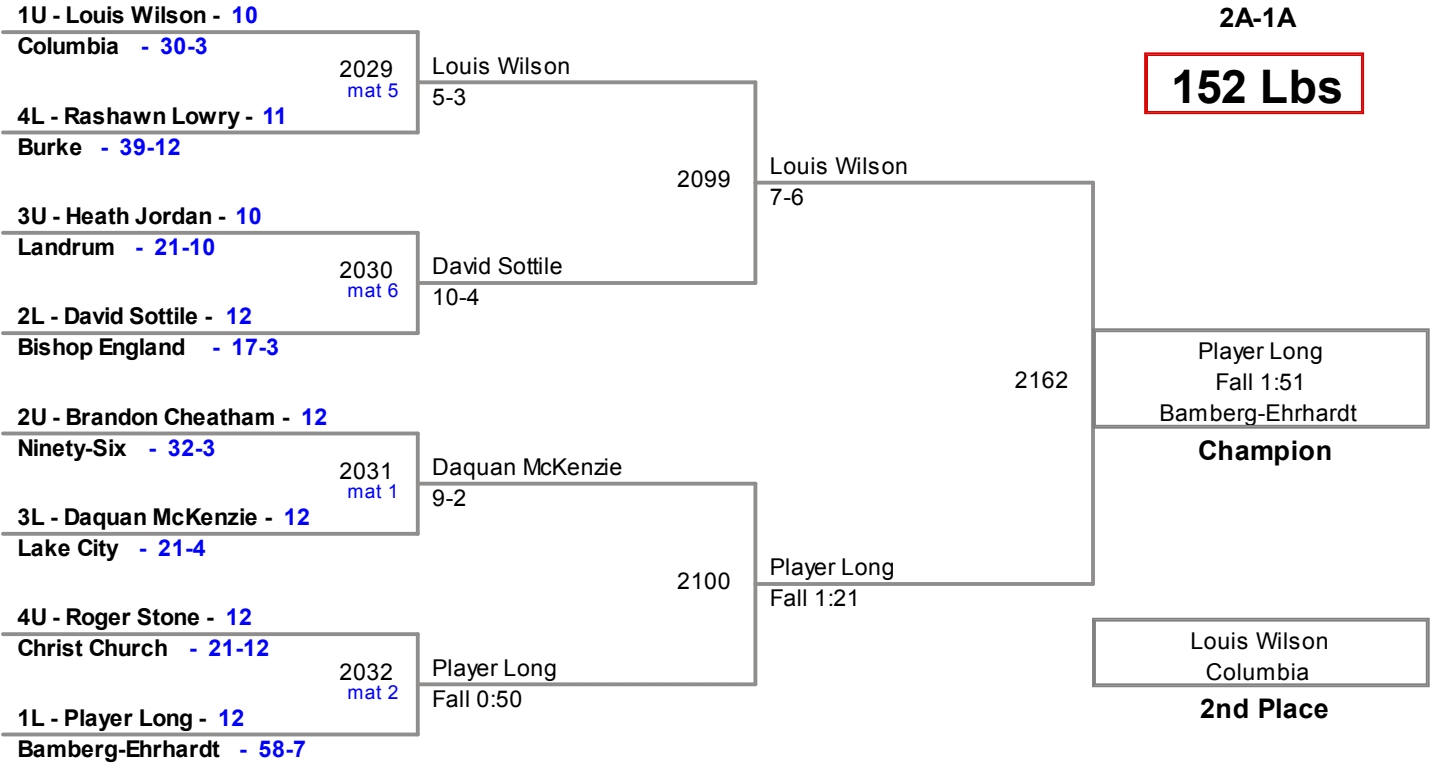 1U - Louis Wilson - 10
Columbia - 30-3
2029
mat 5
4L - Rashawn Lowry - 11
Burke - 39-12
Louis Wilson
5-3
3U - Heath Jordan - 10
Landrum - 21-10
2030
mat 6
2L - David Sottile - 12
Bishop England - 17-3
David Sottile
10-4
2099
Louis Wilson
7-6
2U - Brandon Cheatham - 12
Ninety-Six - 32-3
2031
mat 1
3L - Daquan McKenzie - 12
Lake City - 21-4
Daquan McKenzie
9-2
4U - Roger Stone - 12
Christ Church - 21-12
2032
mat 2
1L - Player Long - 12
Bamberg-Ehrhardt - 58-7
Player Long
Fall 0:50
2100
Player Long
Fall 1:21
2162
2A-1A
152 Lbs
Player Long
Fall 1:51
Bamberg-Ehrhardt
Champion
Louis Wilson
Columbia
2nd Place